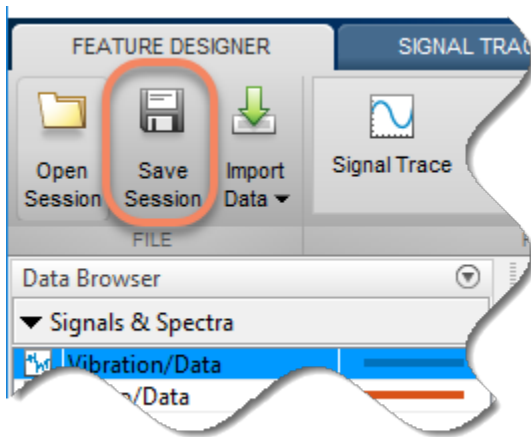 FEATURE DESIGNER
SIGNAL
Open Session
Save Session
Import Data
Signal Trace
FILE
Data Browser
Signals & Spectra
Vibration/Data
/Data